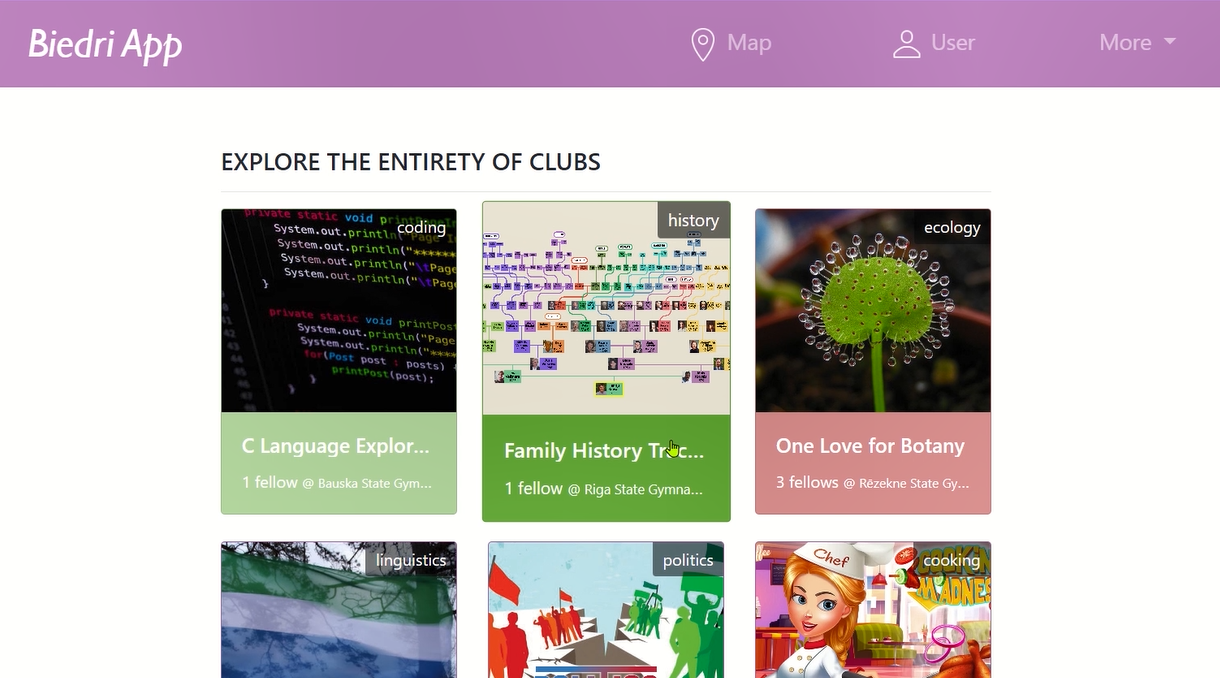 Biedri App
Map
User
More
EXPLORE THE ENTIRETY OF CLUBS
coding
private static void
System.out.println(
System.out.println("
System.out.println("\tPage
System.out.println("
}
private static void printPost
System.out.println("Page
System.out.println("****
for(Post post : posts) {
printPost(post);
}
}
C Language Explor...
1 fellow @ Bauska State Gym...
history
Family History
1 fellow @ Riga State Gymna...
ecology
One Love for Botany
3 fellows @ Rēzekne State Gy...
linguistics
politics
cooking
Chef
MADNES